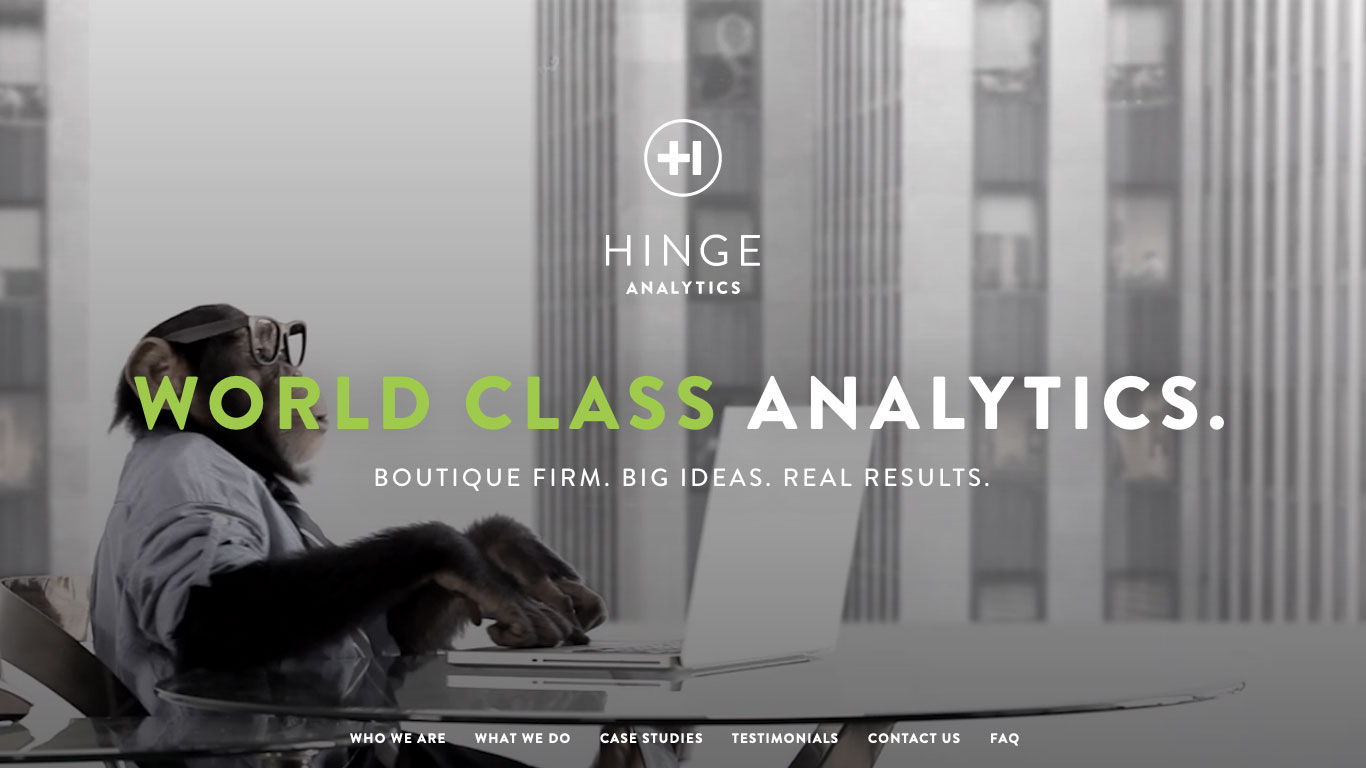 HINGE
ANALYTICS
WORLD CLASS ANALYTICS.
BOUTIQUE FIRM. BIG IDEAS. REAL RESULTS.
WHO WE ARE WHAT WE DO CASE STUDIES TESTIMONIALS CONTACT US FAQ